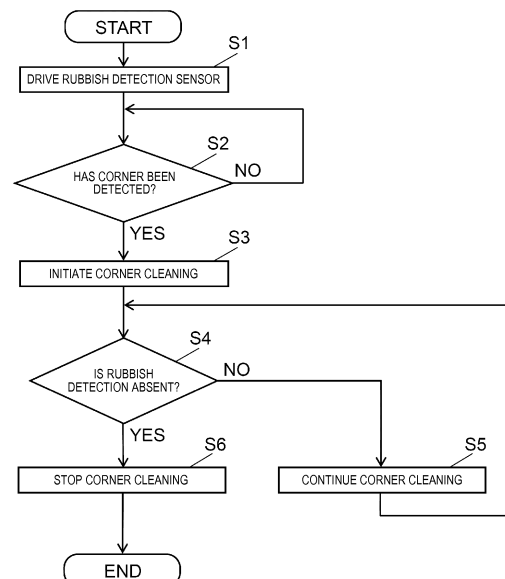 START
S1
DRIVE RUBBISH DETECTION SENSOR
S2
HAS CORNER BEEN
DETECTED?
NO
YES
S3
INITIATE CORNER CLEANING
S4
IS RUBBISH
DETECTION ABSENT?
NO
YES
S6
STOP CORNER CLEANING
S5
CONTINUE CORNER CLEANING
END